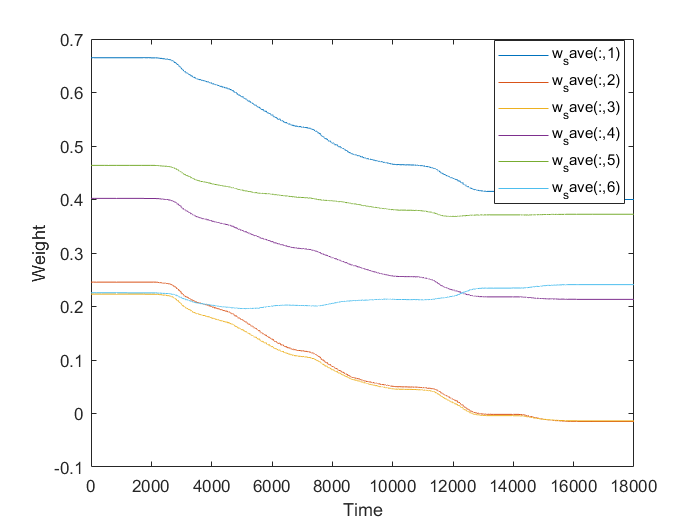 0.7
0.6
0.5
0.4
0.3
0.2
0.1
0
-0.1
Weight
w_save(:,1)
w_save(:,2)
w_save(:,3)
w_save(:,4)
w_save(:,5)
w_save(:,6)
0 2000 4000 6000 8000 10000 12000 14000 16000 18000
Time